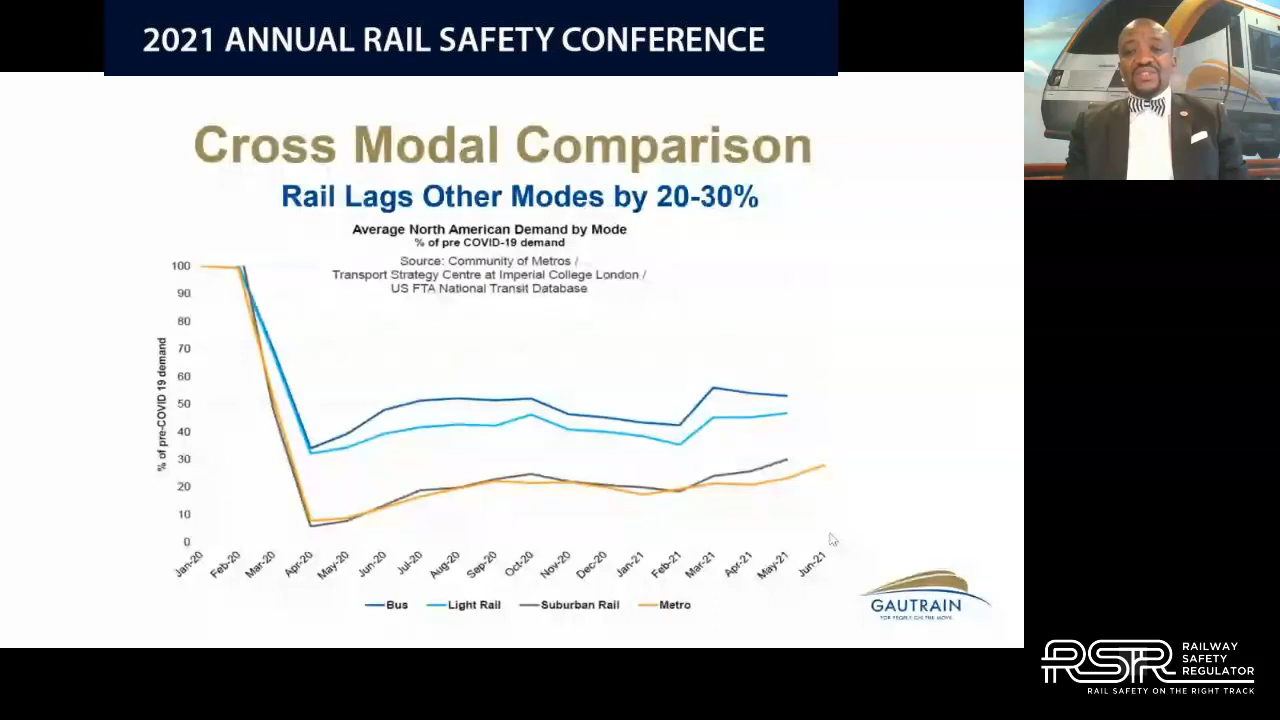 2021 ANNUAL RAIL SAFETY CONFERENCE
Cross Modal Comparison
Rail Lags Other Modes by 20-30%
Average North American Demand by Mode
% of pre COVID-19 demand
Source: Community of Metros /
Transport Strategy Centre at Imperial College London /
US FTA National Transit Database
% of pre-COVID 19 demand
100
90
80
70
60
50
40
30
20
10
0
Jan-20
Feb-20
Mar-20
Apr-20
May-20
Jun-20
Jul-20
Aug-20
Sep-20
Oct-20
Nov-20
Dec-20
Jan-21
Feb-21
Mar-21
Apr-21
May-21
Jun-21
Bus
Light Rail
Suburban Rail
Metro
GAUTRAIN
FOR PEOPLE ON THE MOVE
RSR
RAILWAY
SAFETY
REGULATOR
RAIL SAFETY ON THE RIGHT TRACK